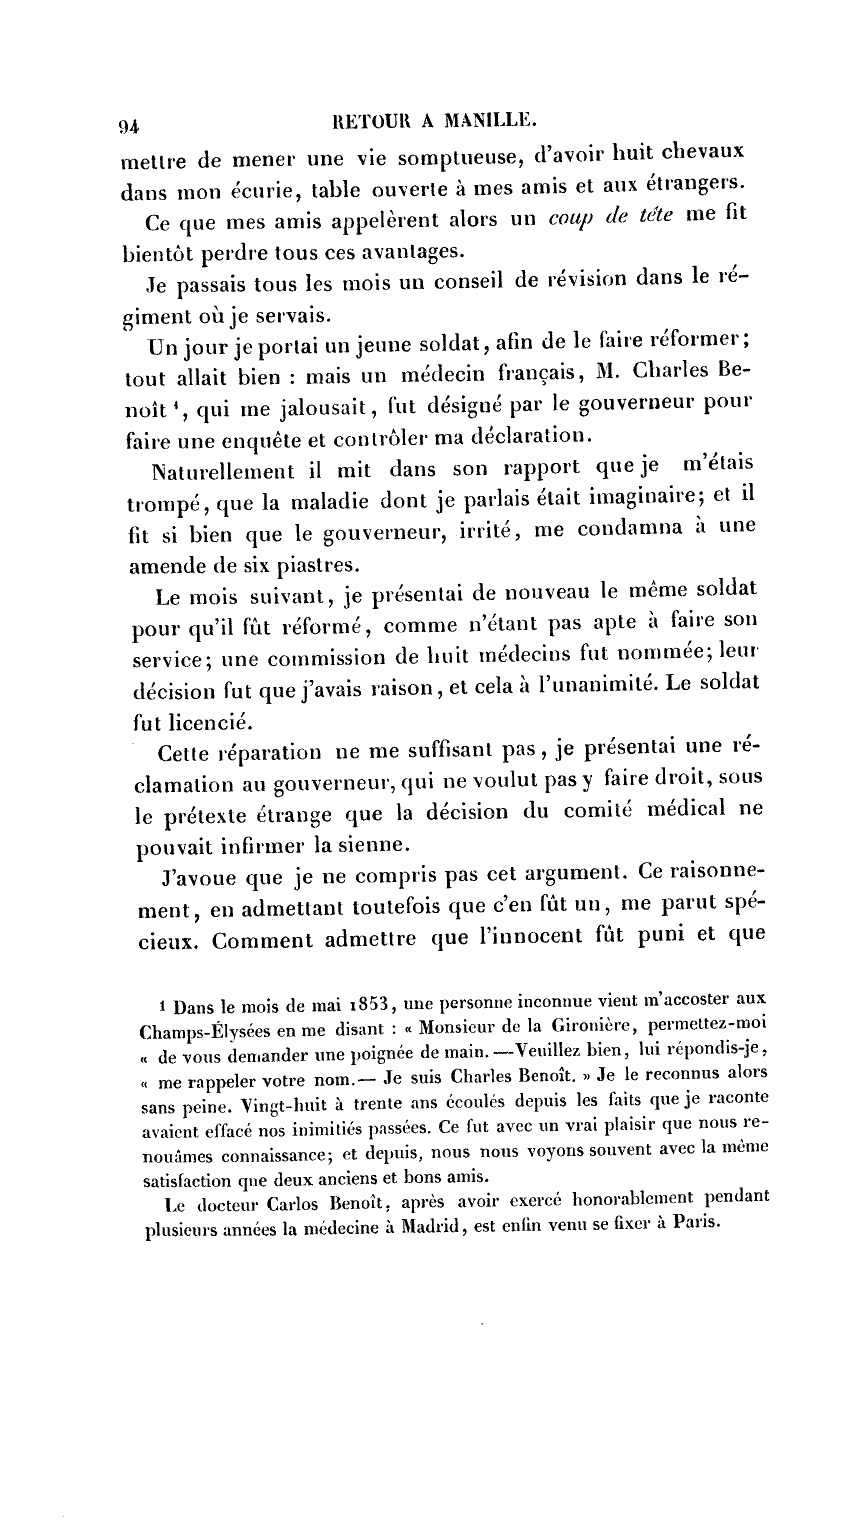 94 RETOUR A MANILLE.
mettre de mener une vie somptueuse, d'avoir huit chevaux
dans mon écurie, table ouverte à mes amis et aux étrangers.
Ce que mes amis appelèrent alors un coup de tête me fit
bientôt perdre tous ces avantages.
Je passais tous les mois un conseil de révision dans le ré-
giment où je servais.
Un jour je portai un jeune soldat, afin de le faire réformer;
tout allait bien : mais un médecin français, M. Charles Be-
noît ¹, qui me jalousait, fut désigné par le gouverneur pour
faire une enquête et contrôler ma déclaration.
Naturellement il mit dans son rapport que je m'étais
trompé, que la maladie dont je parlais était imaginaire; et il
fit si bien que le gouverneur, irrité, me condamna à une
amende de six piastres.
Le mois suivant, je présentai de nouveau le même soldat
pour qu'il fût réformé, comme n'étant pas apte à faire son
service; une commission de huit médecins fut nommée; leur
décision fut que j'avais raison, et cela à l'unanimité. Le soldat
fut licencié.
Cette réparation ne me suffisant pas, je présentai une ré-
clamation au gouverneur, qui ne voulut pas y faire droit, sous
le prétexte étrange que la décision du comité médical ne
pouvait infirmer la sienne.
J'avoue que je ne compris pas cet argument. Ce raisonne-
ment, en admettant toutefois que c'en fût un, me parut spé-
cieux. Comment admettre que l'innocent fût puni et que
1 Dans le mois de mai 1853, une personne inconnue vient m'accoster aux
Champs-Élysées en me disant : « Monsieur de la Gironière, permettez-moi
« de vous demander une poignée de main. — Veuillez bien, lui répondis-je,
« me rappeler votre nom. — Je suis Charles Benoît. » Je le reconnus alors
sans peine. Vingt-huit à trente ans écoulés depuis les faits que je raconte
avaient effacé nos inimitiés passées. Ce fut avec un vrai plaisir que nous re-
nouâmes connaissance; et depuis, nous nous voyons souvent avec la même
satisfaction que deux anciens et bons amis.
Le docteur Carlos Benoît, après avoir exercé honorablement pendant
plusieurs années la médecine à Madrid, est enfin venu se fixer à Paris.